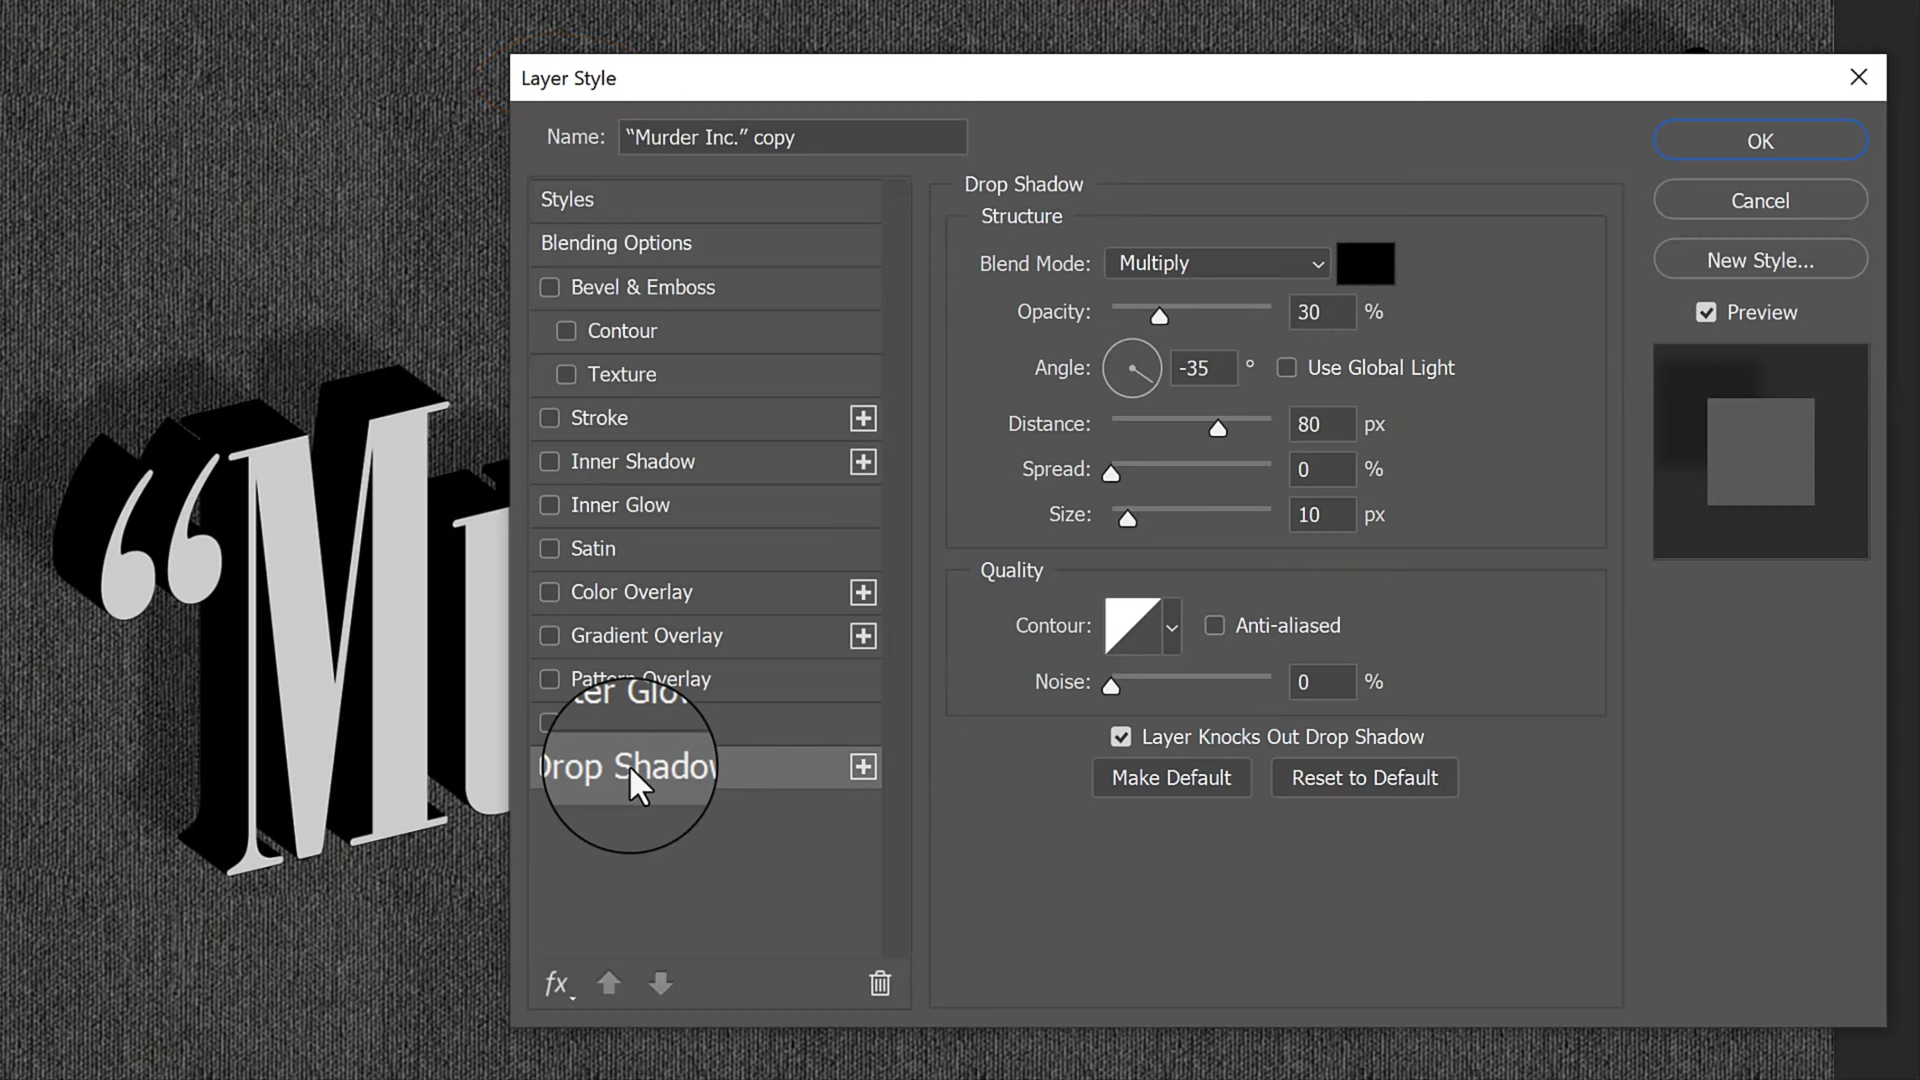 Layer Style
Name: “Murder Inc.” copy
OK
Cancel
New Style...
Preview
Styles
Blending Options
Bevel & Emboss
Contour
Texture
Stroke
Inner Shadow
Inner Glow
Satin
Color Overlay
Gradient Overlay
Pattern Overlay
ter Glo
Drop Shadow
fx
Drop Shadow
Structure
Blend Mode: Multiply
Opacity: 30 %
Angle: -35 ° Use Global Light
Distance: 80 px
Spread: 0 %
Size: 10 px
Quality
Contour: Anti-aliased
Noise: 0 %
Layer Knocks Out Drop Shadow
Make Default Reset to Default
“Mu